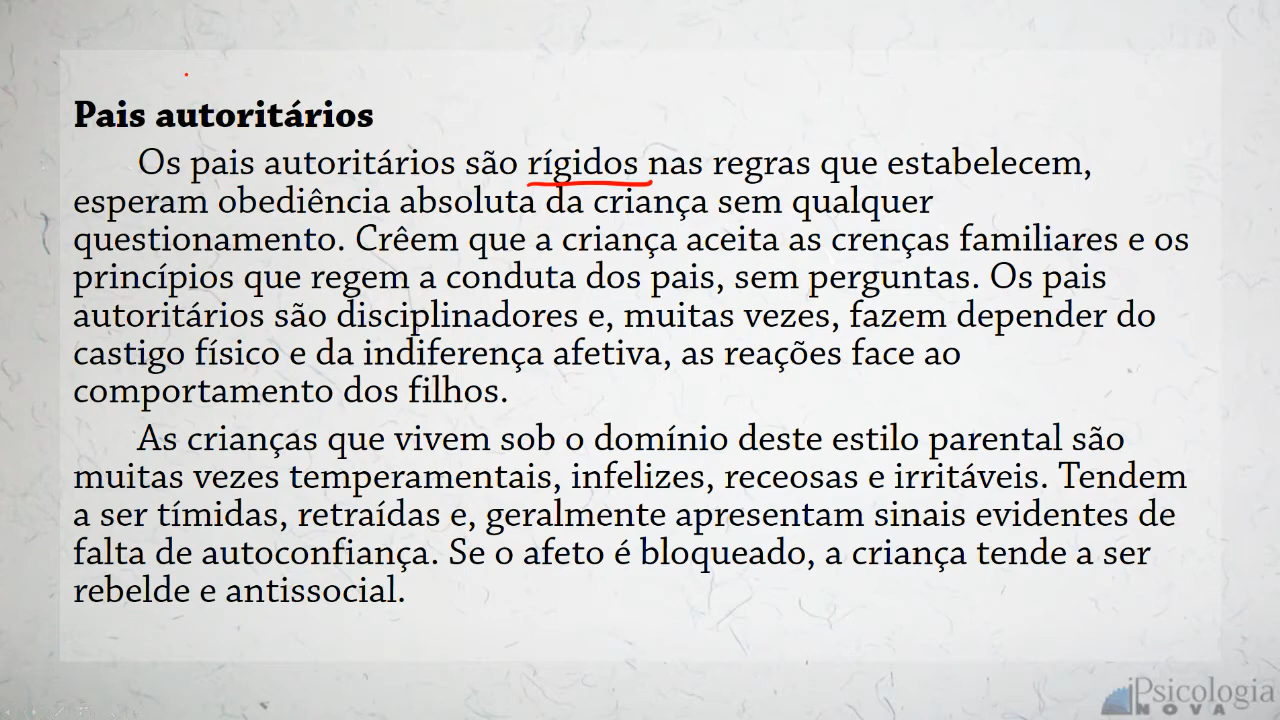 Pais autoritários
Os pais autoritários são rígidos nas regras que estabelecem,
esperam obediência absoluta da criança sem qualquer
questionamento. Crêem que a criança aceita as crenças familiares e os
princípios que regem a conduta dos pais, sem perguntas. Os pais
autoritários são disciplinadores e, muitas vezes, fazem depender do
castigo físico e da indiferença afetiva, as reações face ao
comportamento dos filhos.
As crianças que vivem sob o domínio deste estilo parental são
muitas vezes temperamentais, infelizes, receosas e irritáveis. Tendem
a ser tímidas, retraídas e, geralmente apresentam sinais evidentes de
falta de autoconfiança. Se o afeto é bloqueado, a criança tende a ser
rebelde e antissocial.
Psicologia
NOVA